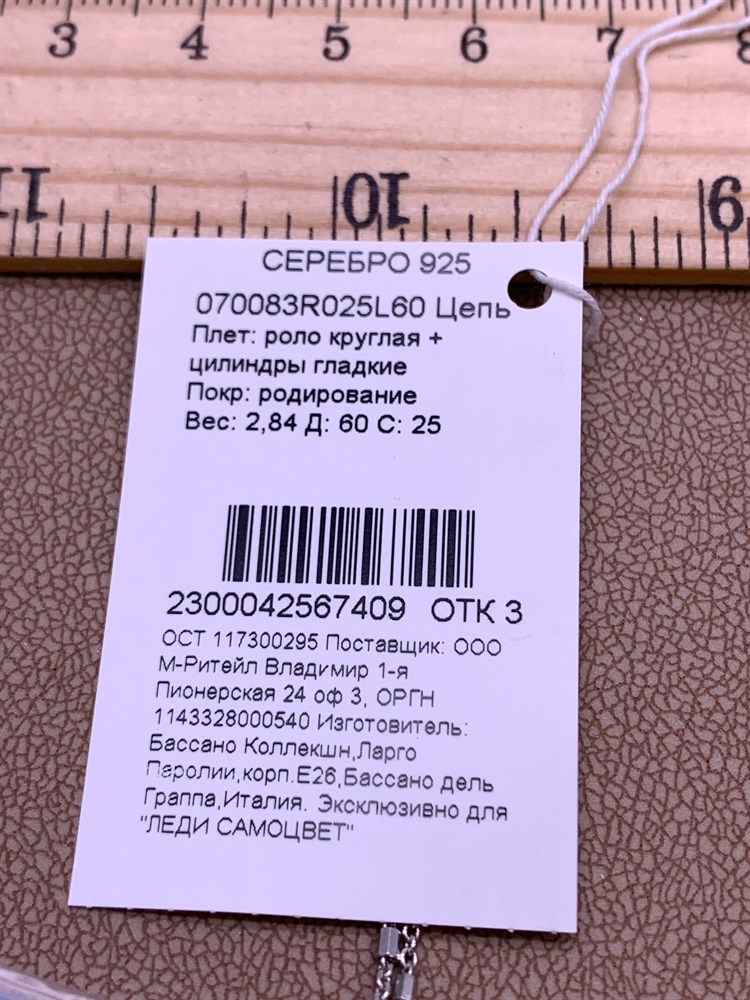 3 4 5 6 7 8
11 10 9
СЕРЕБРО 925
070083R025L60 Цепь
Плет: роло круглая +
цилиндры гладкие
Покр: родирование
Вес: 2,84 Д: 60 С: 25
2300042567409 ОТК 3
ОСТ 117300295 Поставщик: ООО
М-Ритейл Владимир 1-я
Пионерская 24 оф 3, ОРГН
1143328000540 Изготовитель:
Бассано Коллекшн,Ларго
Паролии,корп.Е26,Бассано дель
Граппа,Италия. Эксклюзивно для
"ЛЕДИ САМОЦВЕТ"